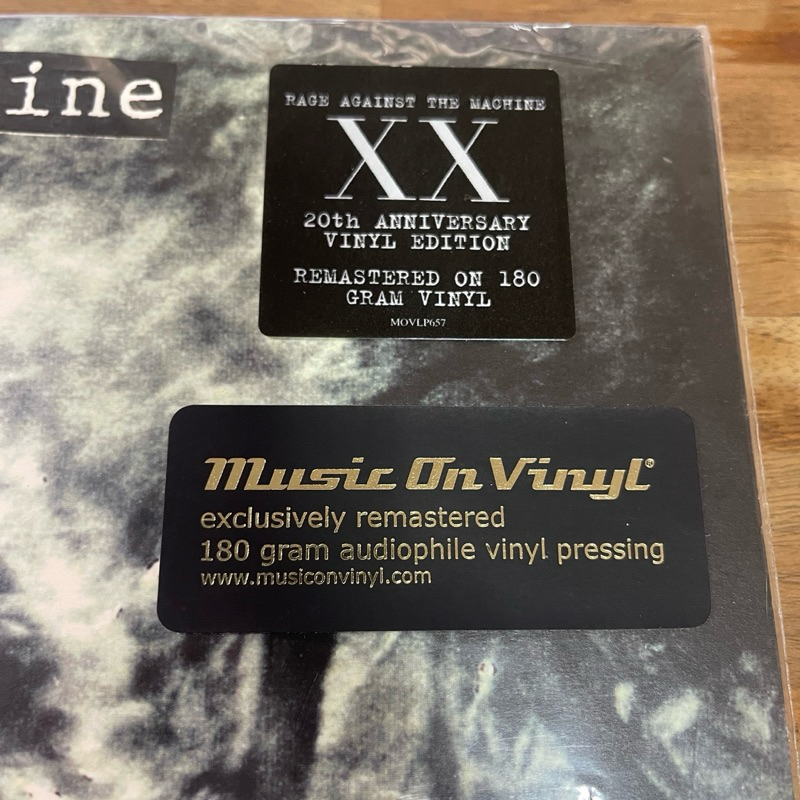 ine
RAGE AGAINST THE MACHINE
XX
20th ANNIVERSARY
VINYL EDITION
REMASTERED ON 180
GRAM VINYL
MOVLP657
Music On Vinyl®
exclusively remastered
180 gram audiophile vinyl pressing
www.musiconvinyl.com